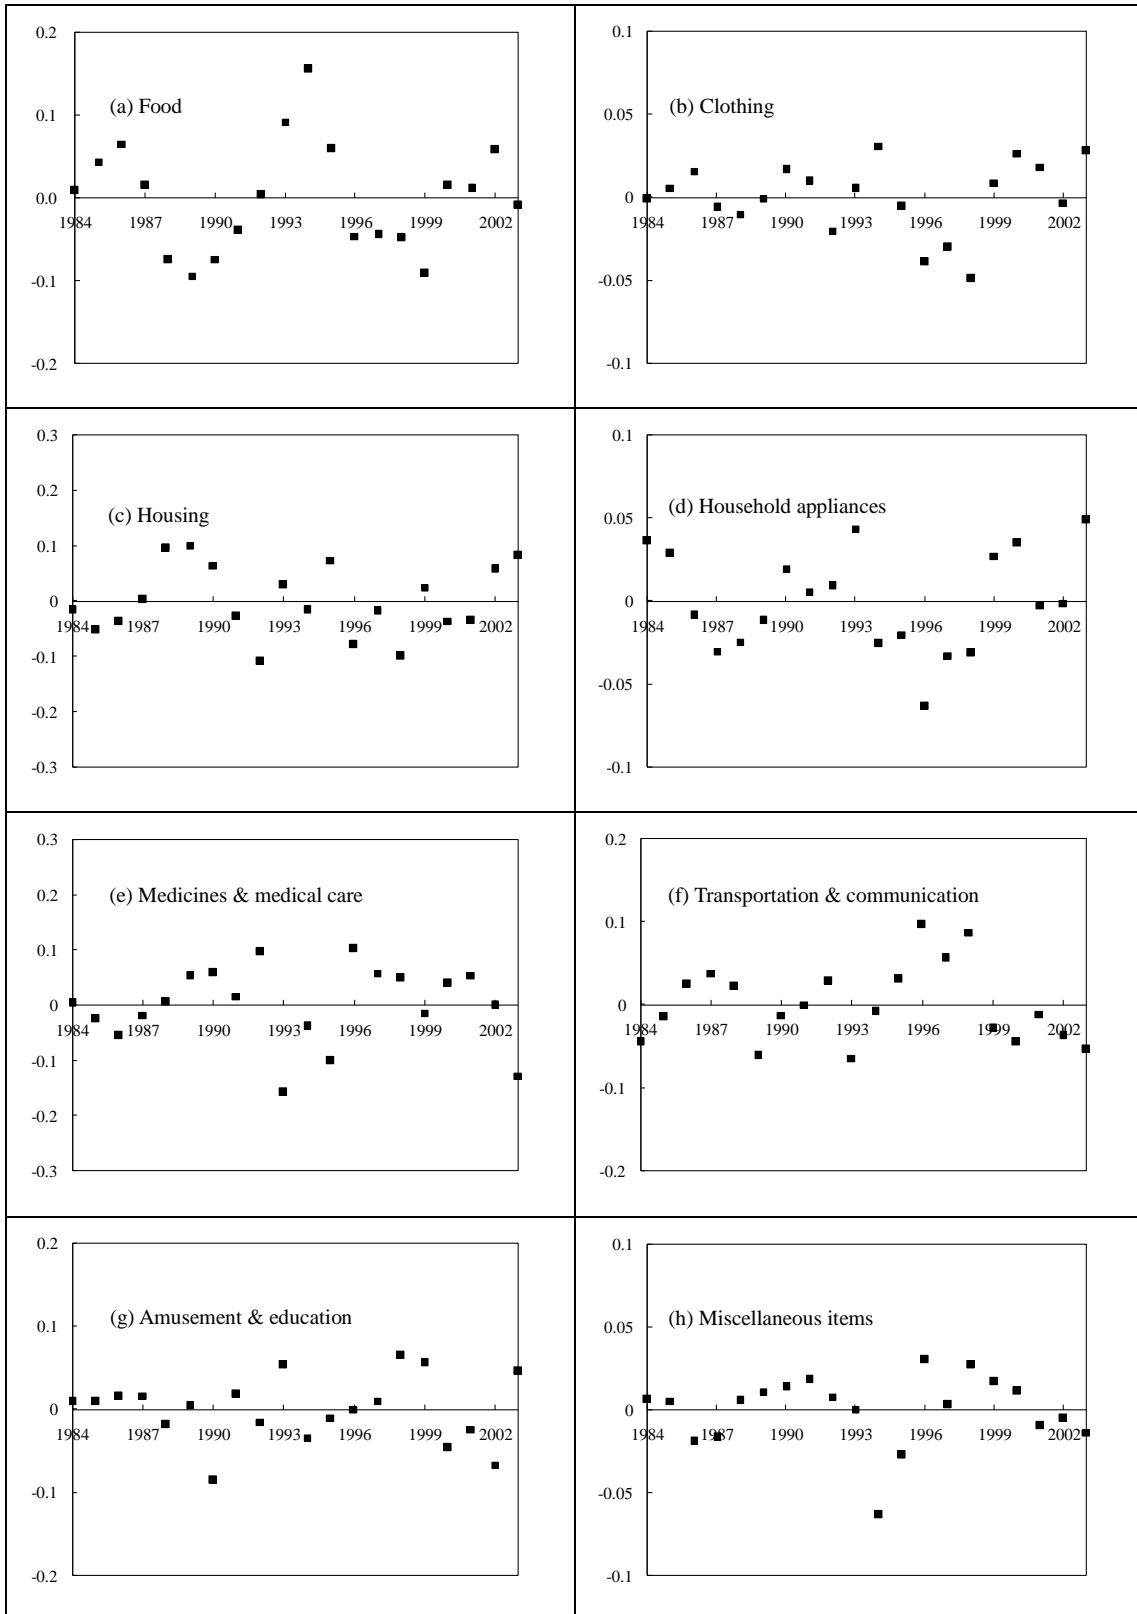 0.2
(a) Food
0.1
0.0
1984 1987 1990 1993 1996 1999 2002
-0.1
-0.2
0.1
(b) Clothing
0.05
0
1984 1987 1990 1993 1996 1999 2002
-0.05
-0.1
0.3
0.2
(c) Housing
0.1
0
1984 1987 1990 1993 1996 1999 2002
-0.1
-0.2
-0.3
0.1
(d) Household appliances
0.05
0
1984 1987 1990 1993 1996 1999 2002
-0.05
-0.1
0.3
0.2
(e) Medicines & medical care
0.1
0
1984 1987 1990 1993 1996 1999 2002
-0.1
-0.2
-0.3
0.2
(f) Transportation & communication
0.1
0
1984 1987 1990 1993 1996 1999 2002
-0.1
-0.2
0.2
(g) Amusement & education
0.1
0
1984 1987 1990 1993 1996 1999 2002
-0.1
-0.2
0.1
(h) Miscellaneous items
0.05
0
1984 1987 1990 1993 1996 1999 2002
-0.05
-0.1